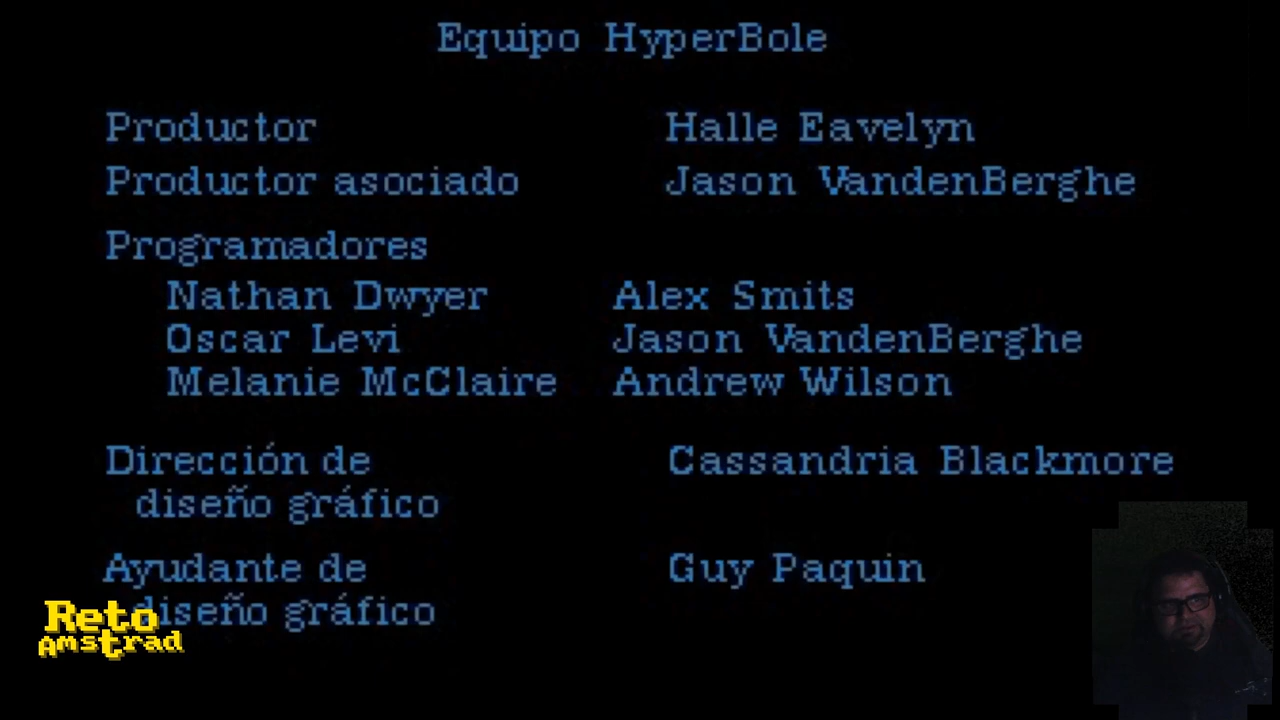 Equipo HyperBole
Productor Halle Eavelyn
Productor asociado Jason VandenBerghe
Programadores
Nathan Dwyer Alex Smits
Oscar Levi Jason VandenBerghe
Melanie McClaire Andrew Wilson
Dirección de Cassandria Blackmore
diseño gráfico
Ayudante de Guy Paquin
diseño gráfico
Reto
Amstrad